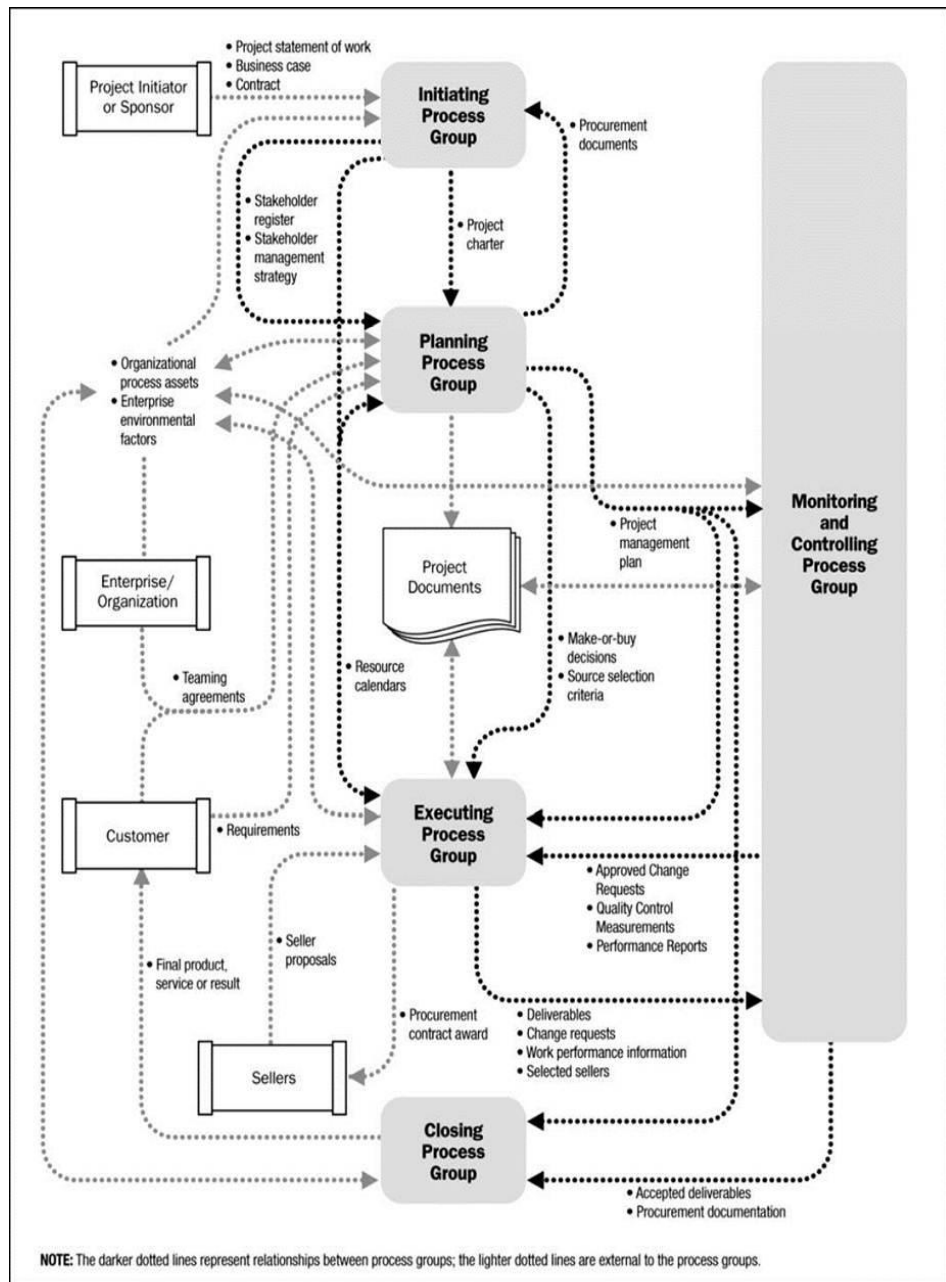 • Project statement of work
• Business case
• Contract
Project Initiator
or Sponsor
Initiating
Process
Group
• Procurement
documents
• Stakeholder
register
• Stakeholder
management
strategy
• Project
charter
Planning
Process
Group
• Organizational
process assets
• Enterprise
environmental
factors
Monitoring
and
Controlling
Process
Group
• Project
management
plan
Project
Documents
Enterprise/
Organization
• Make-or-buy
decisions
• Source selection
criteria
• Resource
calendars
• Teaming
agreements
Executing
Process
Group
Customer
• Requirements
• Approved Change
Requests
• Quality Control
Measurements
• Performance Reports
• Seller
proposals
• Final product,
service or result
• Procurement
contract award
• Deliverables
• Change requests
• Work performance information
• Selected sellers
Sellers
Closing
Process
Group
• Accepted deliverables
• Procurement documentation
NOTE: The darker dotted lines represent relationships between process groups; the lighter dotted lines are external to the process groups.